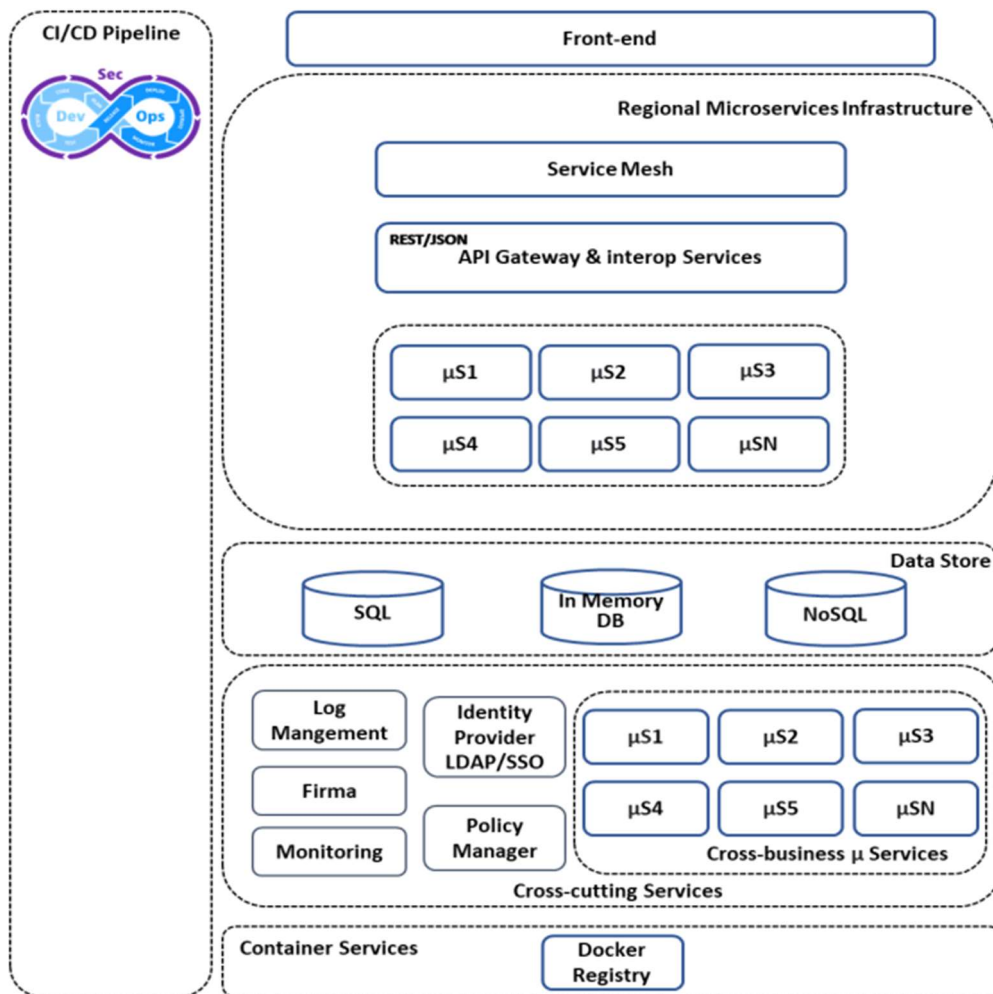 CI/CD Pipeline
Sec
Dev
Ops
Front-end
Regional Microservices Infrastructure
Service Mesh
REST/JSON
API Gateway & interop Services
µS1
µS2
µS3
µS4
µS5
µSN
Data Store
SQL
In Memory
DB
NoSQL
Log
Mangement
Firma
Monitoring
Identity
Provider
LDAP/SSO
Policy
Manager
µS1
µS2
µS3
µS4
µS5
µSN
Cross-business µ Services
Cross-cutting Services
Container Services
Docker
Registry